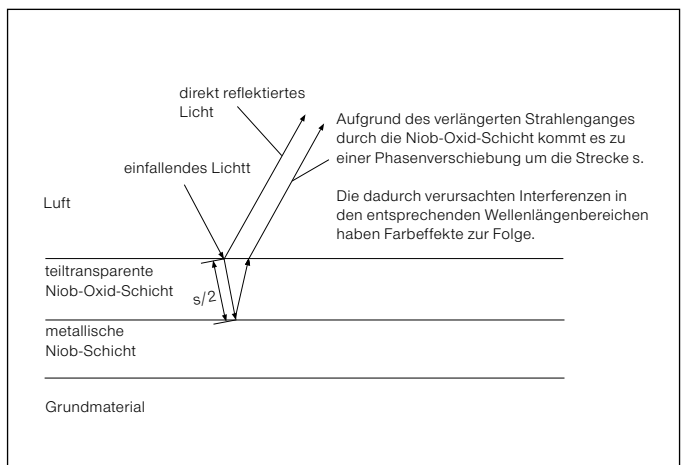 direkt reflektiertes
Licht
Aufgrund des verlängerten Strahlenganges
durch die Niob-Oxid-Schicht kommt es zu
einer Phasenverschiebung um die Strecke s.
einfallendes Lichtt
Die dadurch verursachten Interferenzen in
den entsprechenden Wellenlängenbereichen
haben Farbeffekte zur Folge.
Luft
teiltransparente
Niob-Oxid-Schicht
s/2
metallische
Niob-Schicht
Grundmaterial